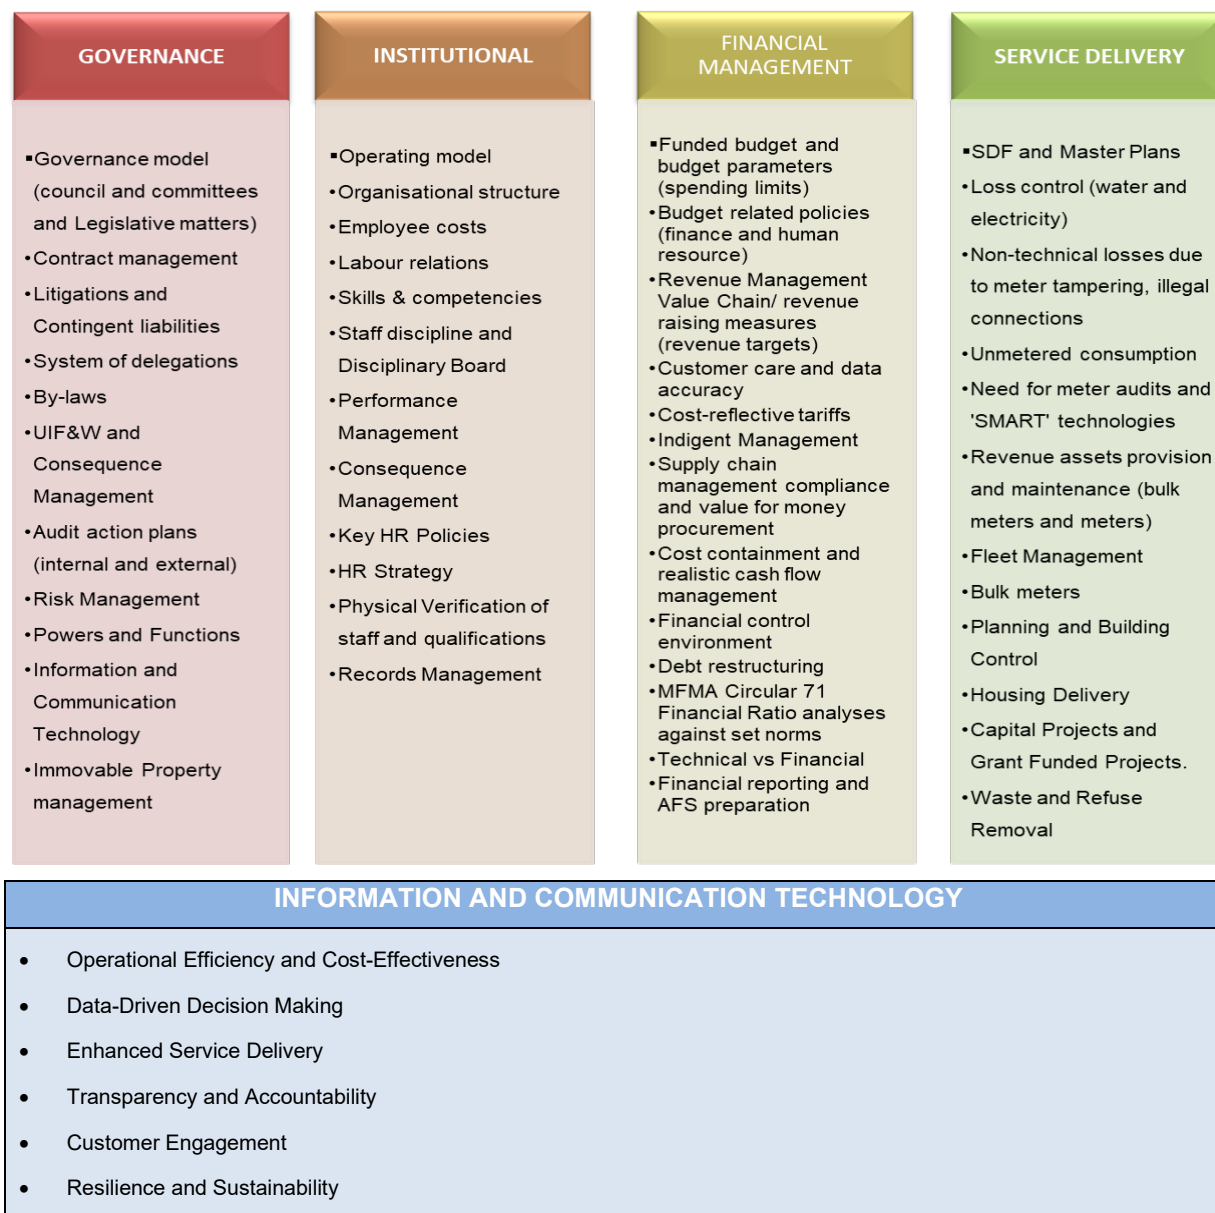 GOVERNANCE
▪Governance model
(council and committees
and Legislative matters)
•Contract management
•Litigations and
Contingent liabilities
•System of delegations
•By-laws
•UIF&W and
Consequence
Management
•Audit action plans
(internal and external)
•Risk Management
•Powers and Functions
•Information and
Communication
Technology
•Immovable Property
management
INSTITUTIONAL
▪Operating model
•Organisational structure
•Employee costs
•Labour relations
•Skills & competencies
•Staff discipline and
Disciplinary Board
•Performance
Management
•Consequence
Management
•Key HR Policies
•HR Strategy
•Physical Verification of
staff and qualifications
•Records Management
FINANCIAL
MANAGEMENT
▪Funded budget and
budget parameters
(spending limits)
•Budget related policies
(finance and human
resource)
•Revenue Management
Value Chain/ revenue
raising measures
(revenue targets)
•Customer care and data
accuracy
•Cost-reflective tariffs
•Indigent Management
•Supply chain
management compliance
and value for money
procurement
•Cost containment and
realistic cash flow
management
•Financial control
environment
•Debt restructuring
•MFMA Circular 71
Financial Ratio analyses
against set norms
•Technical vs Financial
•Financial reporting and
AFS preparation
SERVICE DELIVERY
▪SDF and Master Plans
•Loss control (water and
electricity)
•Non-technical losses due
to meter tampering, illegal
connections
•Unmetered consumption
•Need for meter audits and
'SMART' technologies
•Revenue assets provision
and maintenance (bulk
meters and meters)
•Fleet Management
•Bulk meters
•Planning and Building
Control
•Housing Delivery
•Capital Projects and
Grant Funded Projects.
•Waste and Refuse
Removal
INFORMATION AND COMMUNICATION TECHNOLOGY
• Operational Efficiency and Cost-Effectiveness
• Data-Driven Decision Making
• Enhanced Service Delivery
• Transparency and Accountability
• Customer Engagement
• Resilience and Sustainability